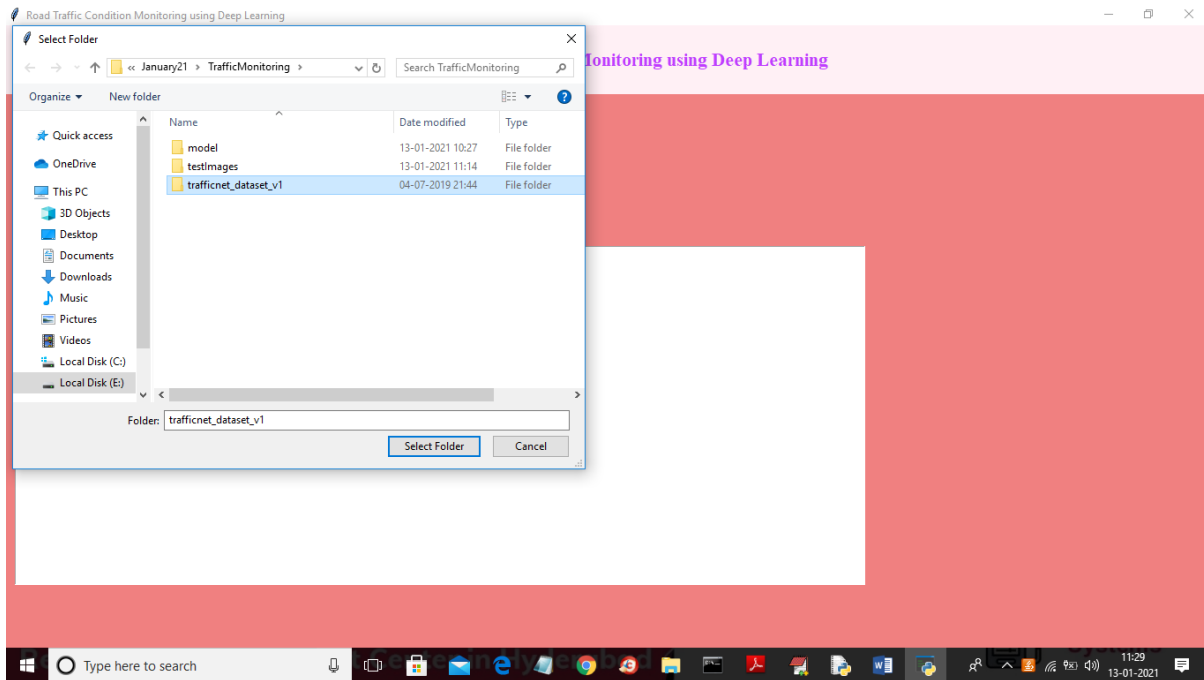 Road Traffic Condition Monitoring using Deep Learning
Select Folder
Monitoring using Deep Learning
« January21 › TrafficMonitoring ›
Search TrafficMonitoring
Organize
New folder
?
Name
Date modified
Type
Quick access
OneDrive
This PC
3D Objects
Desktop
Documents
Downloads
Music
Pictures
Videos
Local Disk (C:)
Local Disk (E:)
model 13-01-2021 10:27 File folder
testImages 13-01-2021 11:14 File folder
trafficnet_dataset_v1 04-07-2019 21:44 File folder
Folder: trafficnet_dataset_v1
Select Folder
Cancel
Type here to search
11:29
13-01-2021